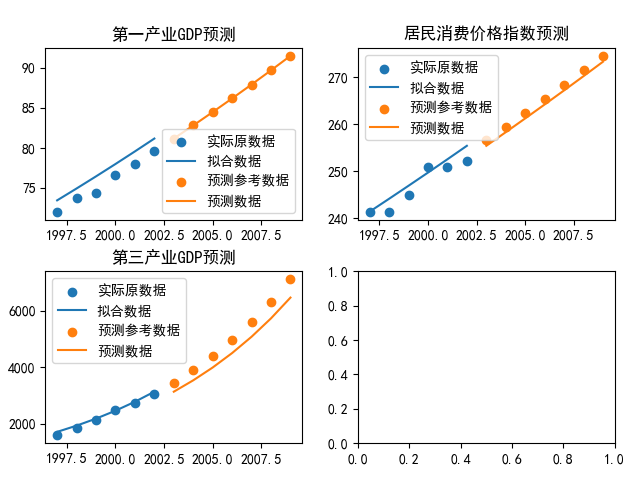 第一产业GDP预测
90
85
80
75
实际原数据
拟合数据
预测参考数据
预测数据
1997.5 2000.0 2002.5 2005.0 2007.5
居民消费价格指数预测
270
260
250
240
实际原数据
拟合数据
预测参考数据
预测数据
1997.5 2000.0 2002.5 2005.0 2007.5
第三产业GDP预测
6000
4000
2000
实际原数据
拟合数据
预测参考数据
预测数据
1997.5 2000.0 2002.5 2005.0 2007.5
1.0
0.8
0.6
0.4
0.2
0.0
0.0 0.2 0.4 0.6 0.8 1.0